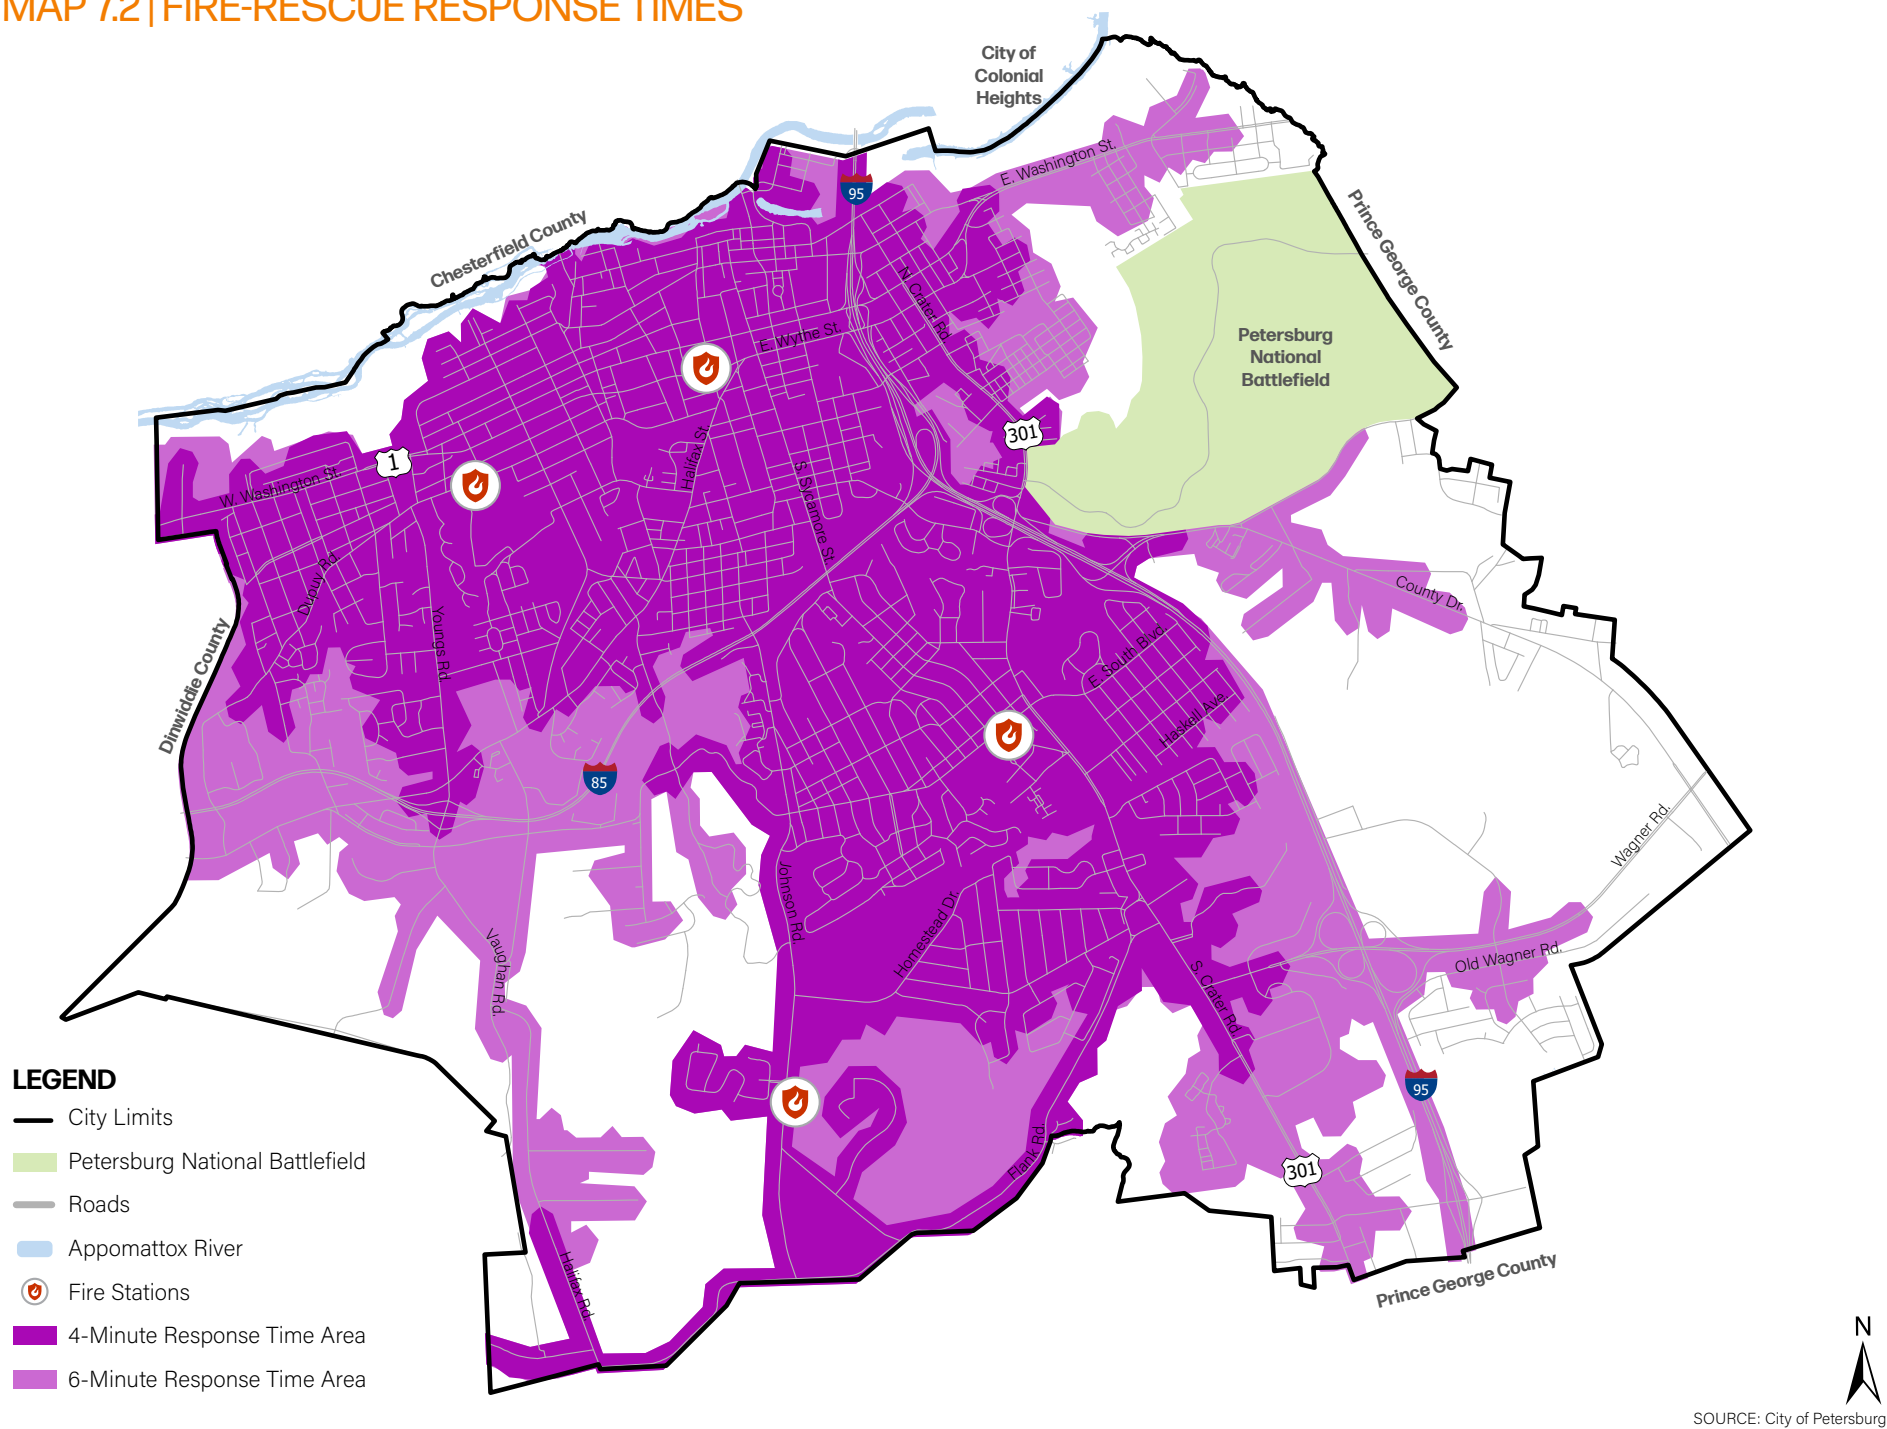 MAP 7.2 | FIRE-RESCUE RESPONSE TIMES
City of
Colonial
Heights
E. Washington St.
95
Prince George County
Chesterfield County
N. Crater Rd.
E. Wythe St.
Petersburg
National
Battlefield
301
1
W. Washington St.
Halifax St.
S. Sycamore St.
Dupuy Rd.
County Dr.
Youngs Rd.
E. South Blvd.
Dinwiddie County
Haskell Ave
85
Wagner Rd.
Johnson Rd.
Homestead Dr.
Vaughan Rd.
Old Wagner Rd.
S. Crater Rd.
95
Flank Rd.
301
Halifax Rd.
Prince George County
LEGEND
City Limits
Petersburg National Battlefield
Roads
Appomattox River
Fire Stations
4-Minute Response Time Area
6-Minute Response Time Area
N
SOURCE: City of Petersburg